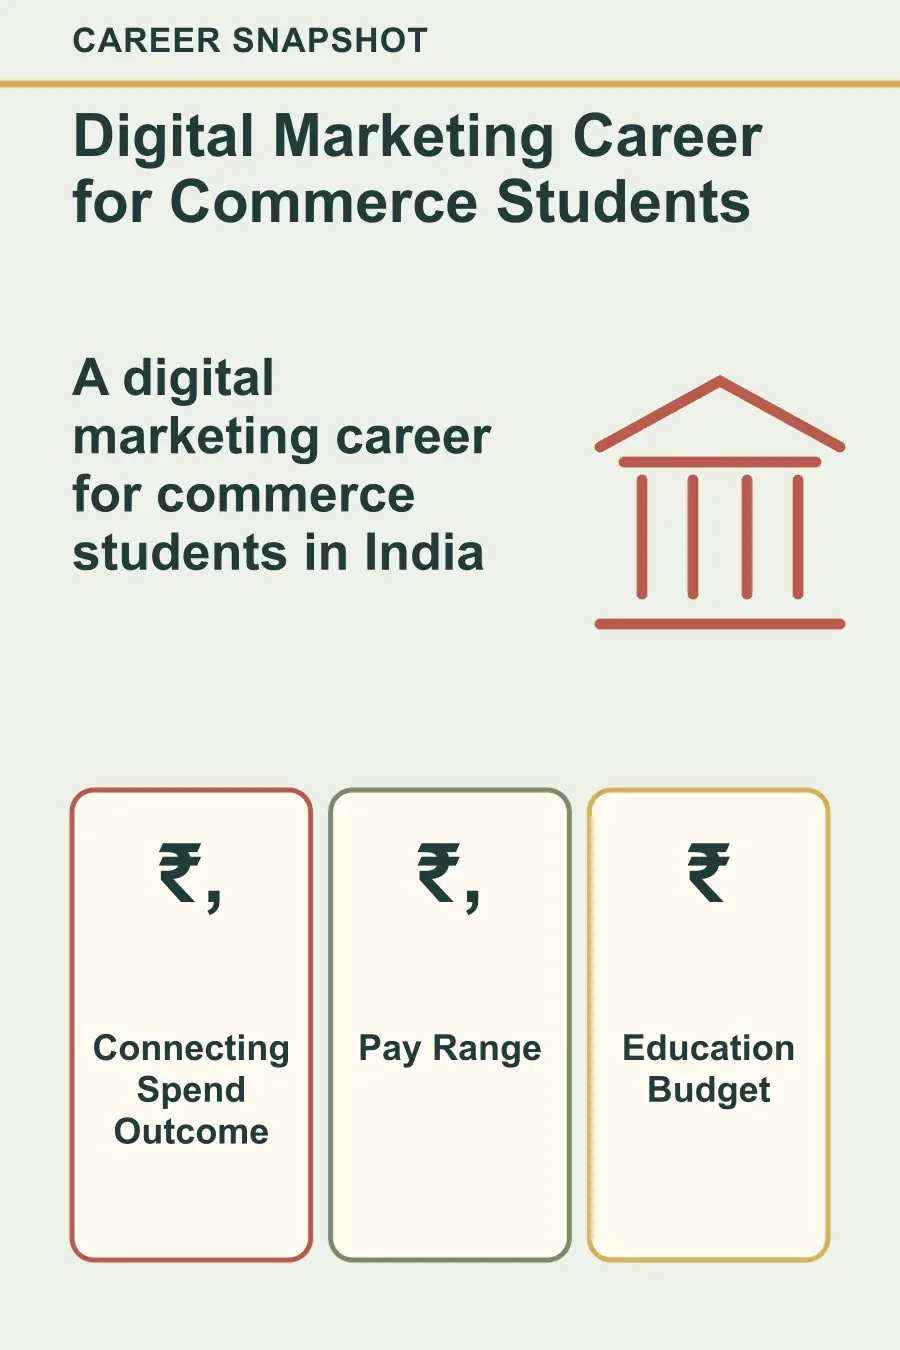 CAREER SNAPSHOT
Digital Marketing Career
for Commerce Students
A digital
marketing career
for commerce
students in India
₹,
Connecting
Spend
Outcome
₹,
Pay Range
₹
Education
Budget